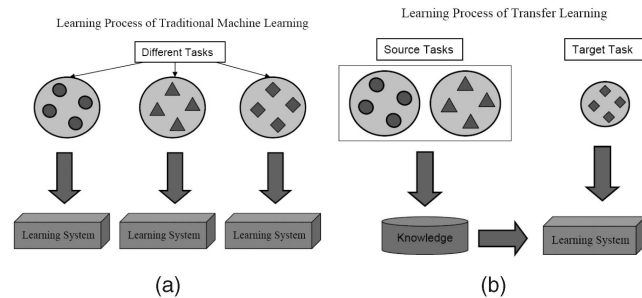 Learning Process of Traditional Machine Learning
Different Tasks
Learning System
Learning System
Learning System
(a)
Learning Process of Transfer Learning
Source Tasks
Target Task
Knowledge
Learning System
(b)